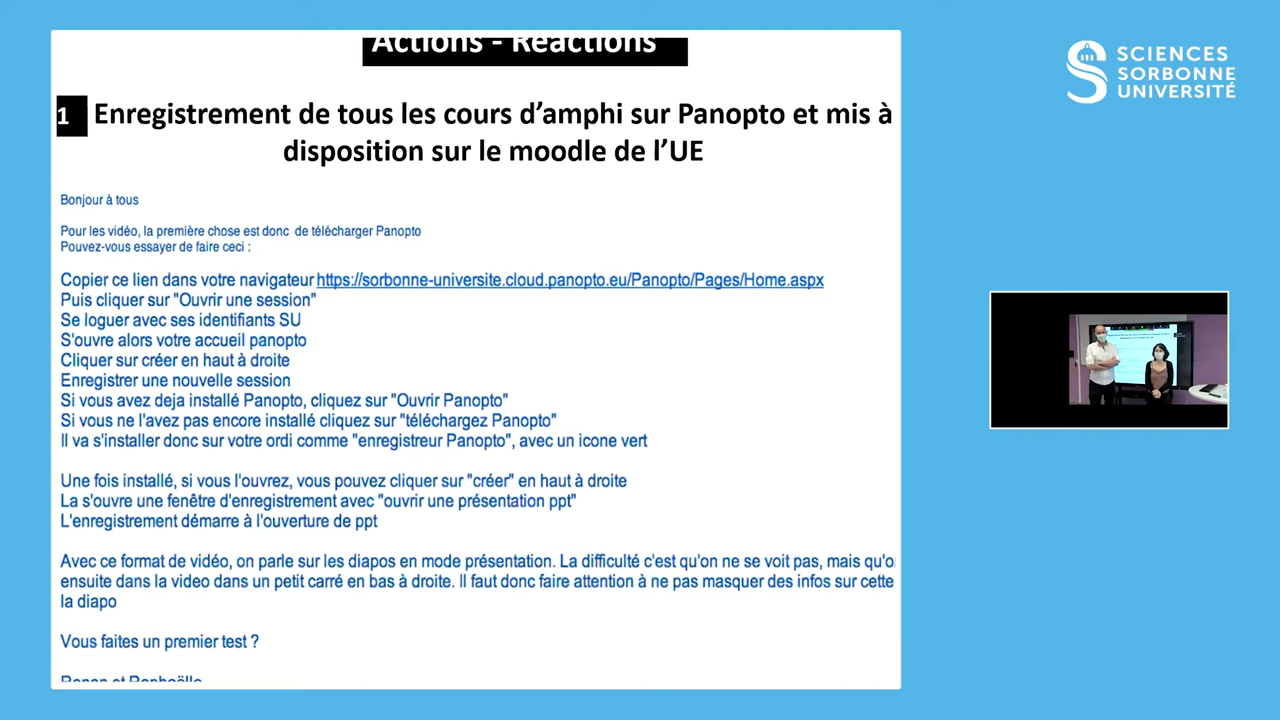 Actions - Réactions
SCIENCES
SORBONNE
UNIVERSITÉ
1 Enregistrement de tous les cours d’amphi sur Panopto et mis à
disposition sur le moodle de l’UE
Bonjour à tous
Pour les vidéo, la première chose est donc de télécharger Panopto
Pouvez-vous essayer de faire ceci :
Copier ce lien dans votre navigateur https://sorbonne-universite.cloud.panopto.eu/Panopto/Pages/Home.aspx
Puis cliquer sur "Ouvrir une session"
Se loguer avec ses identifiants SU
S'ouvre alors votre accueil panopto
Cliquer sur créer en haut à droite
Enregistrer une nouvelle session
Si vous avez deja installé Panopto, cliquez sur "Ouvrir Panopto"
Si vous ne l'avez pas encore installé cliquez sur "téléchargez Panopto"
Il va s'installer donc sur votre ordi comme "enregistreur Panopto", avec un icone vert
Une fois installé, si vous l'ouvrez, vous pouvez cliquer sur "créer" en haut à droite
La s'ouvre une fenêtre d'enregistrement avec "ouvrir une présentation ppt"
L'enregistrement démarre à l'ouverture de ppt
Avec ce format de vidéo, on parle sur les diapos en mode présentation. La difficulté c'est qu'on ne se voit pas, mais qu'o
ensuite dans la video dans un petit carré en bas à droite. Il faut donc faire attention à ne pas masquer des infos sur cette
la diapo
Vous faites un premier test ?
Ronan et Raphaëlle